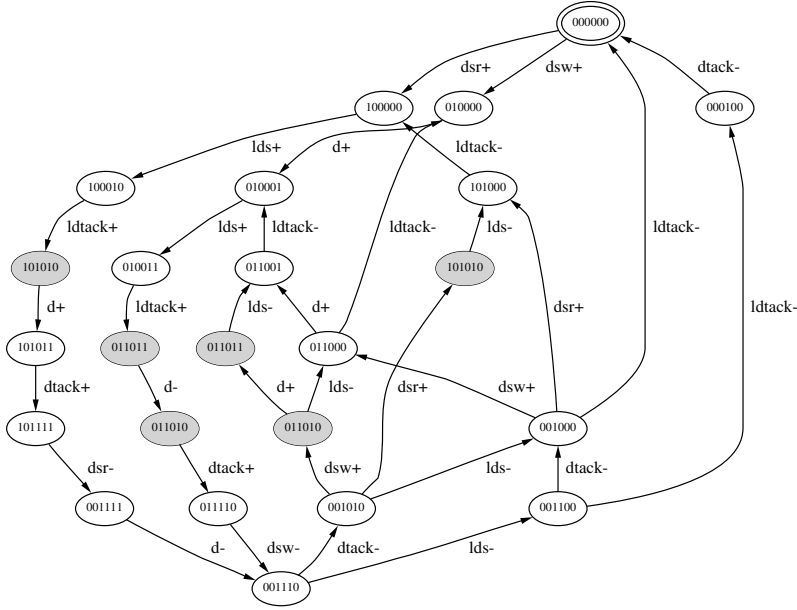 000000
dsr+ dsw+ dtack-
100000 010000 000100
lds+ d+ ldtack-
100010 010001 101000
ldtack+ lds+ ldtack- ldtack- lds- ldtack-
101010 010011 011001 101010
d+ ldtack+ lds- d+ dsr+ ldtack-
101011 011011 011011 011000
dtack+ d- d+ lds- dsr+ dsw+
101111 011010 011010 001000
dsr- dtack+ dsw+ lds- dtack-
001111 011110 001010 001100
d- dsw- dtack- lds-
001110